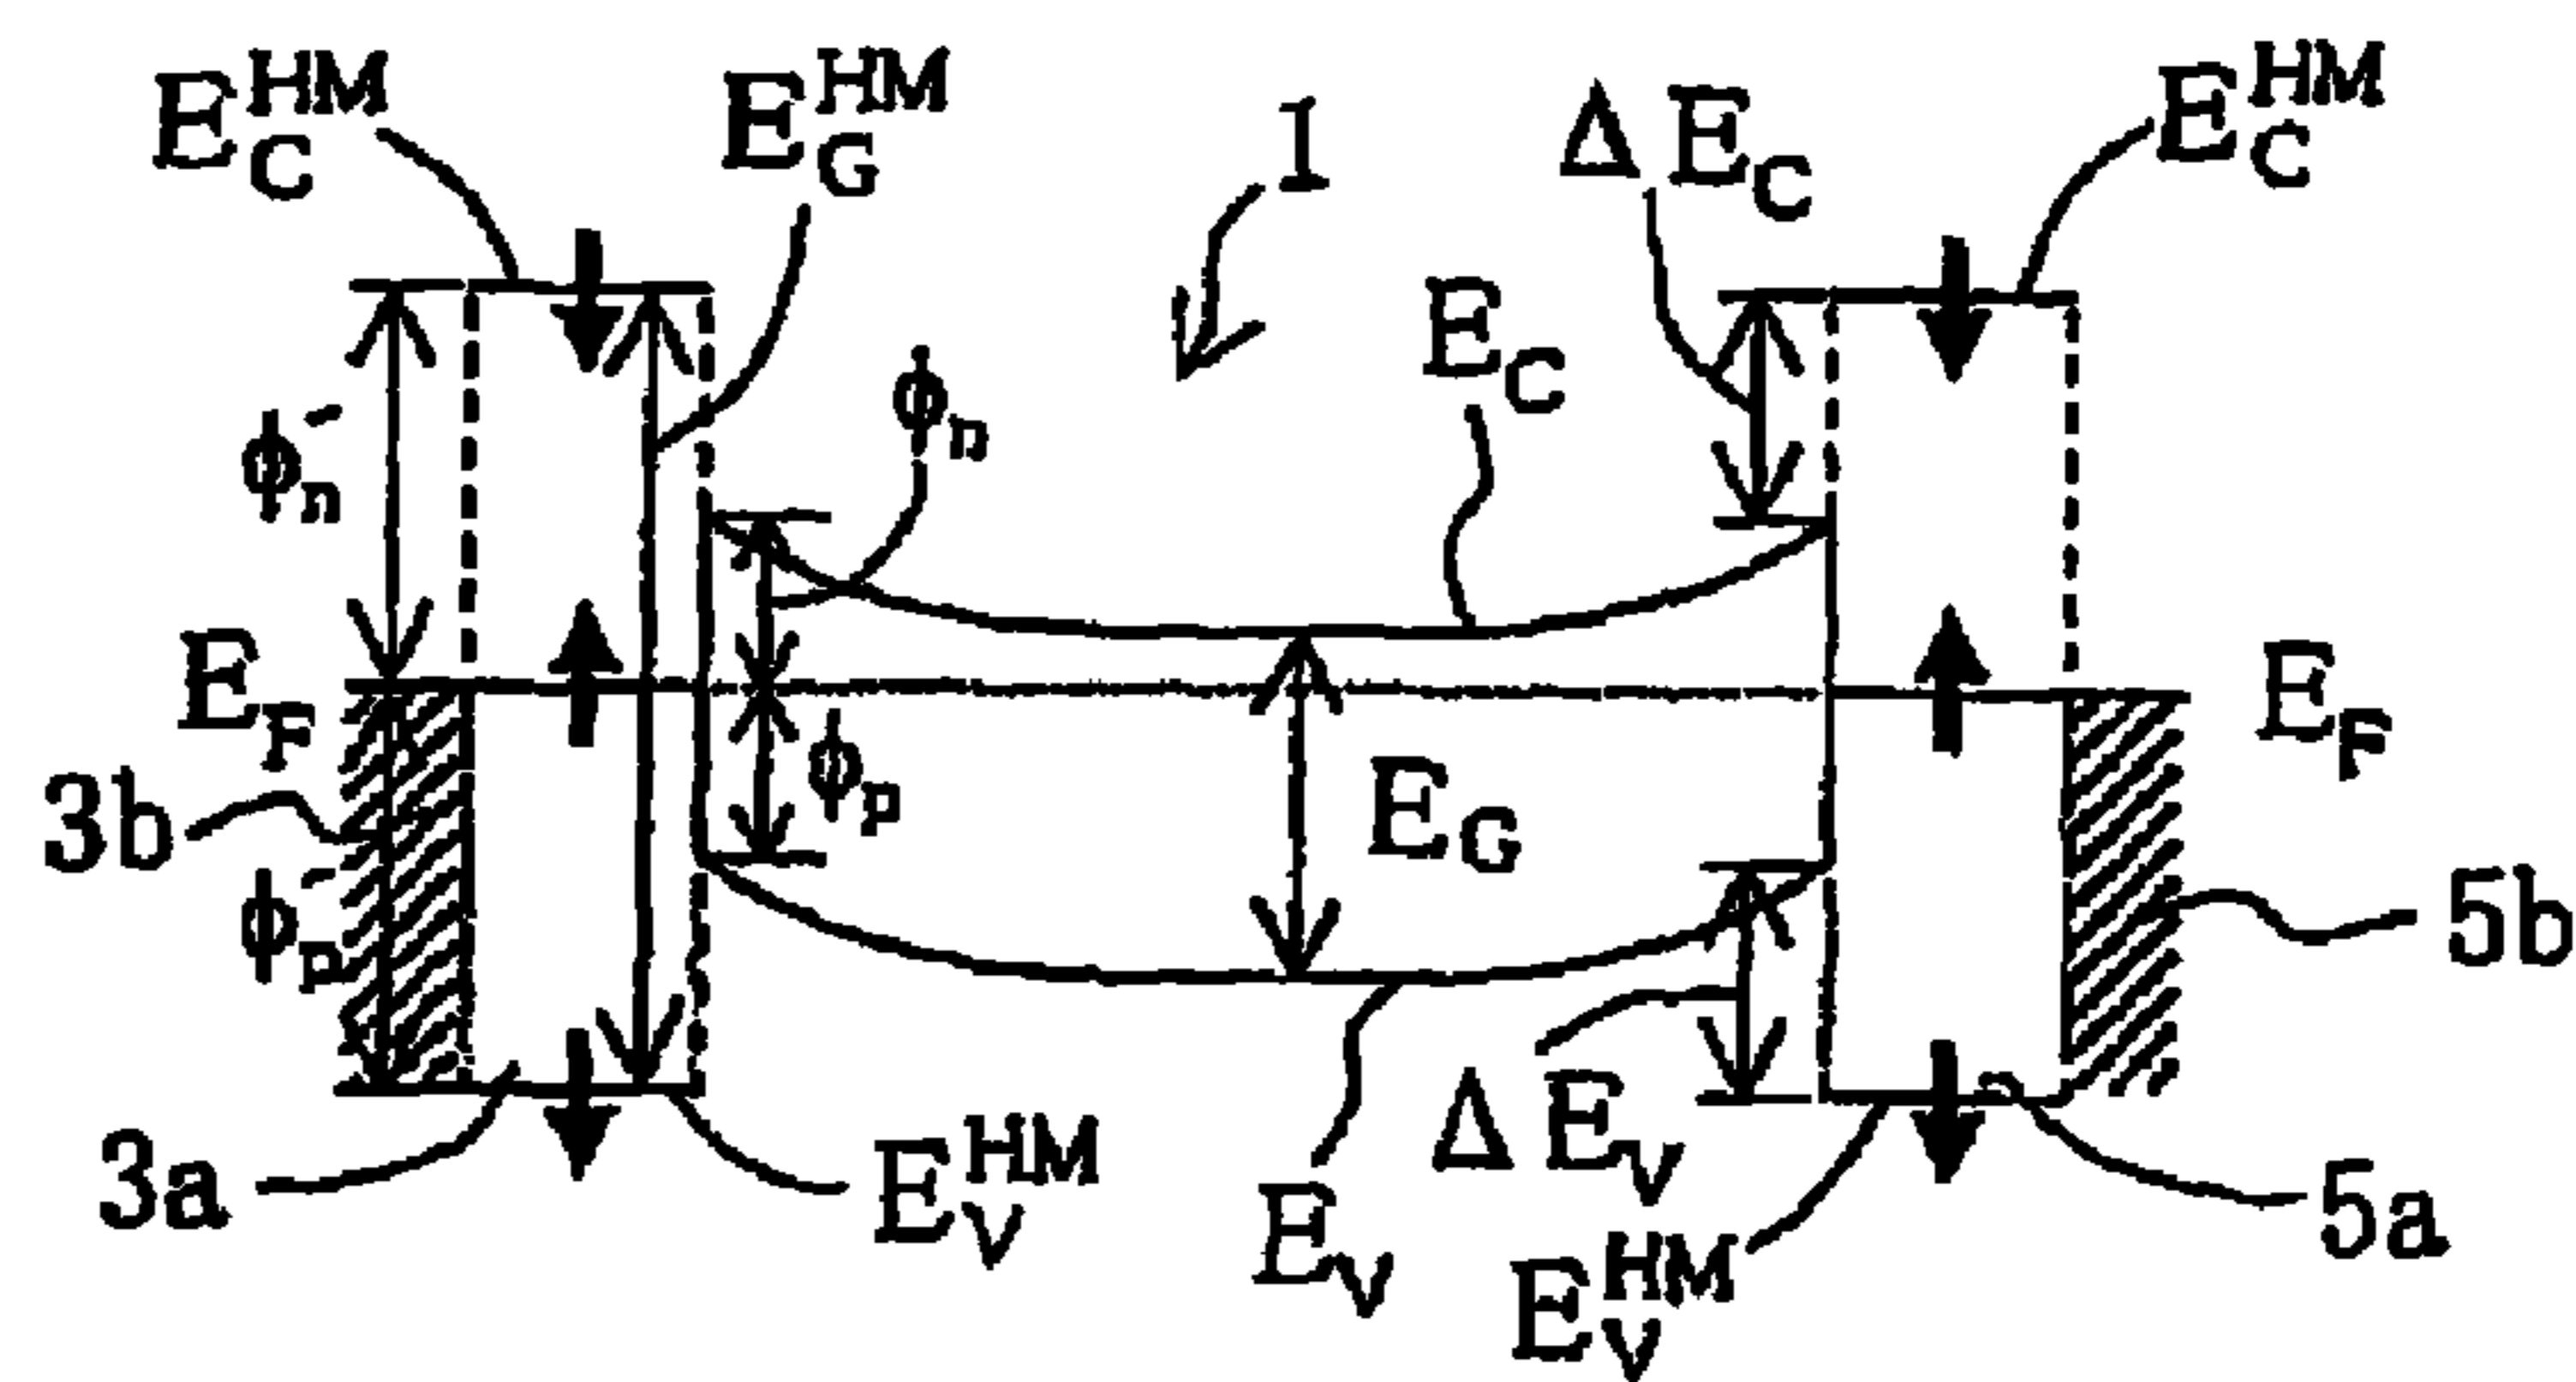 E_C^HM
E_G^HM
1
ΔE_C
E_C^HM
E_C
ϕ_n
ϕ_n′
E_F
E_F
ϕ_p
E_G
3b
ϕ_p′
5b
3a
E_V^HM
E_V
ΔE_V
E_V^HM
5a